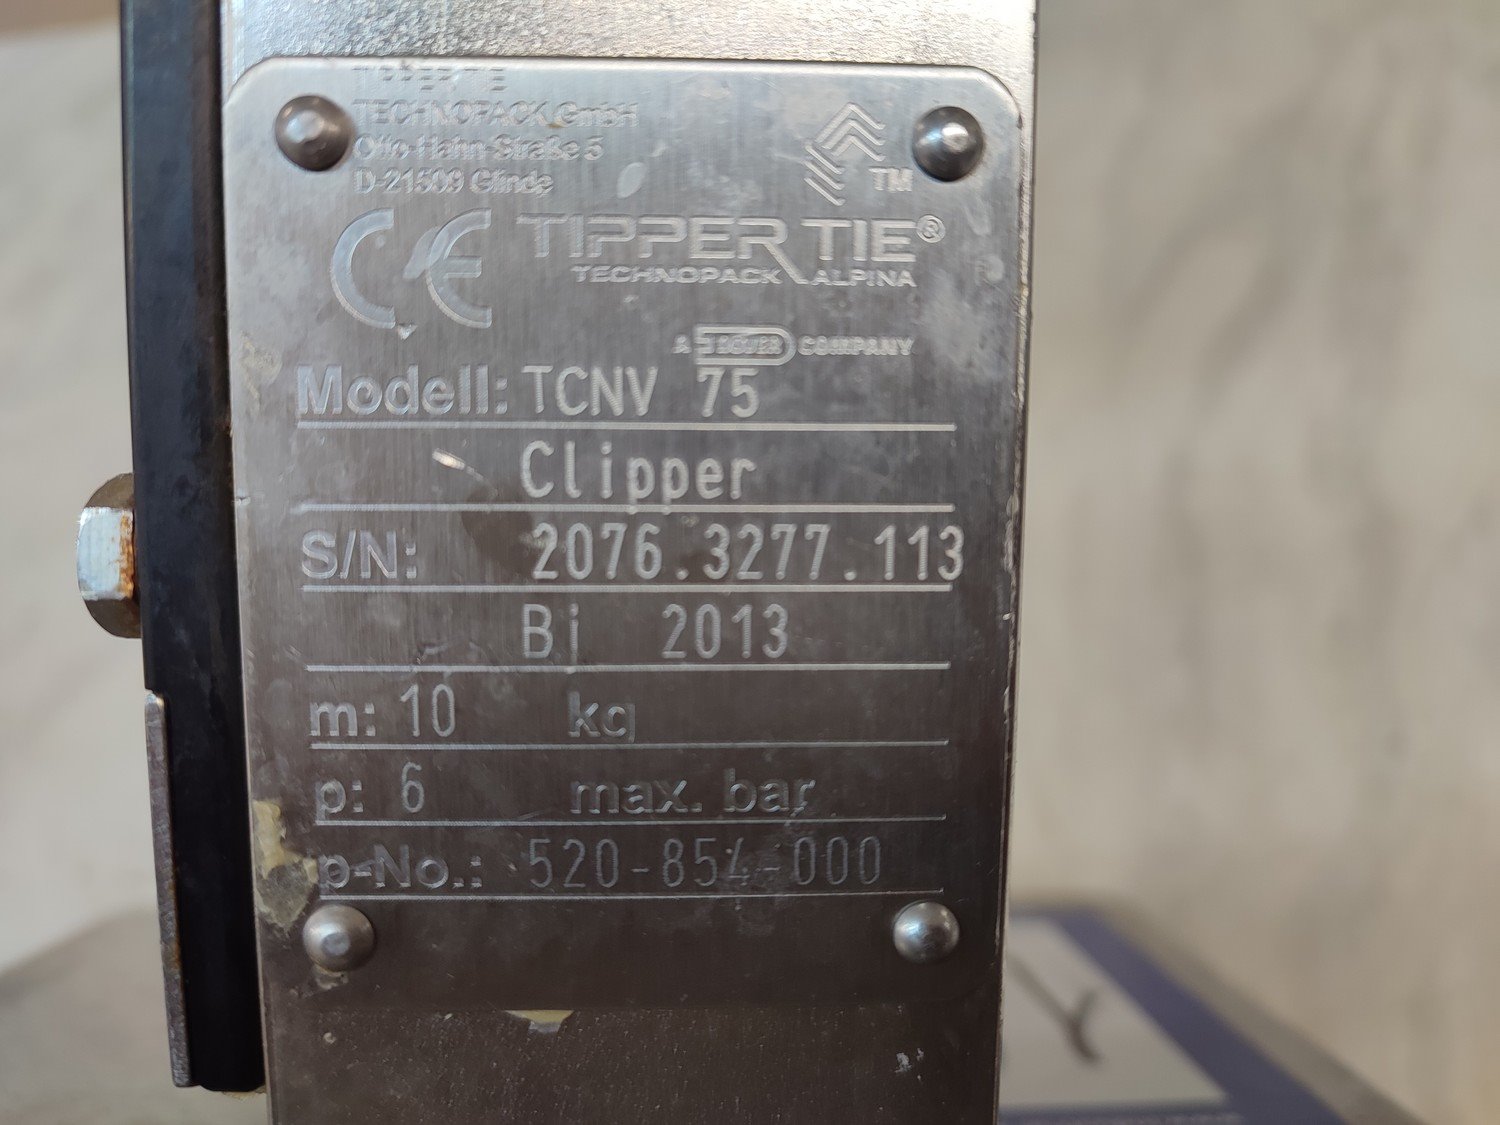 TIPPER TIE
TECHNOPACK GmbH
Otto-Hahn-Straße 5
D-21509 Glinde
TM
CE TIPPER TIE®
TECHNOPACK ALPINA
A DOVER COMPANY
Modell: TCNV 75
Clipper
S/N: 2076.3277.113
Bj 2013
m: 10 kg
p: 6 max. bar
p-No.: 520-854-000